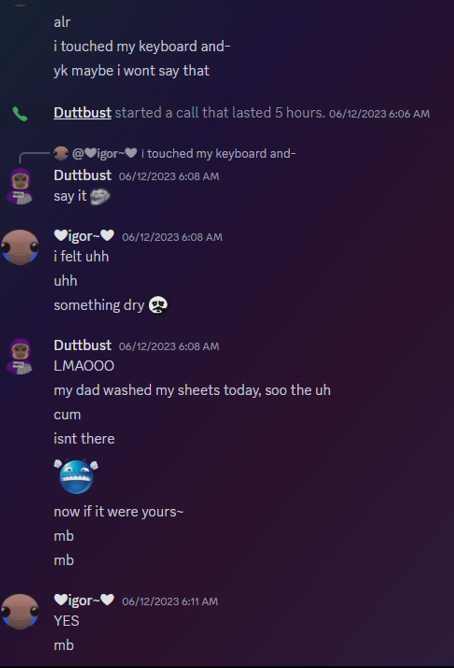 alr
i touched my keyboard and-
yk maybe i wont say that
Duttbust started a call that lasted 5 hours. 06/12/2023 6:06 AM
@🤍igor~🤍 i touched my keyboard and-
Duttbust 06/12/2023 6:08 AM
say it
🤍igor~🤍 06/12/2023 6:08 AM
i felt uhh
uhh
something dry
Duttbust 06/12/2023 6:08 AM
LMAOOO
my dad washed my sheets today, soo the uh
cum
isnt there
now if it were yours~
mb
mb
🤍igor~🤍 06/12/2023 6:11 AM
YES
mb